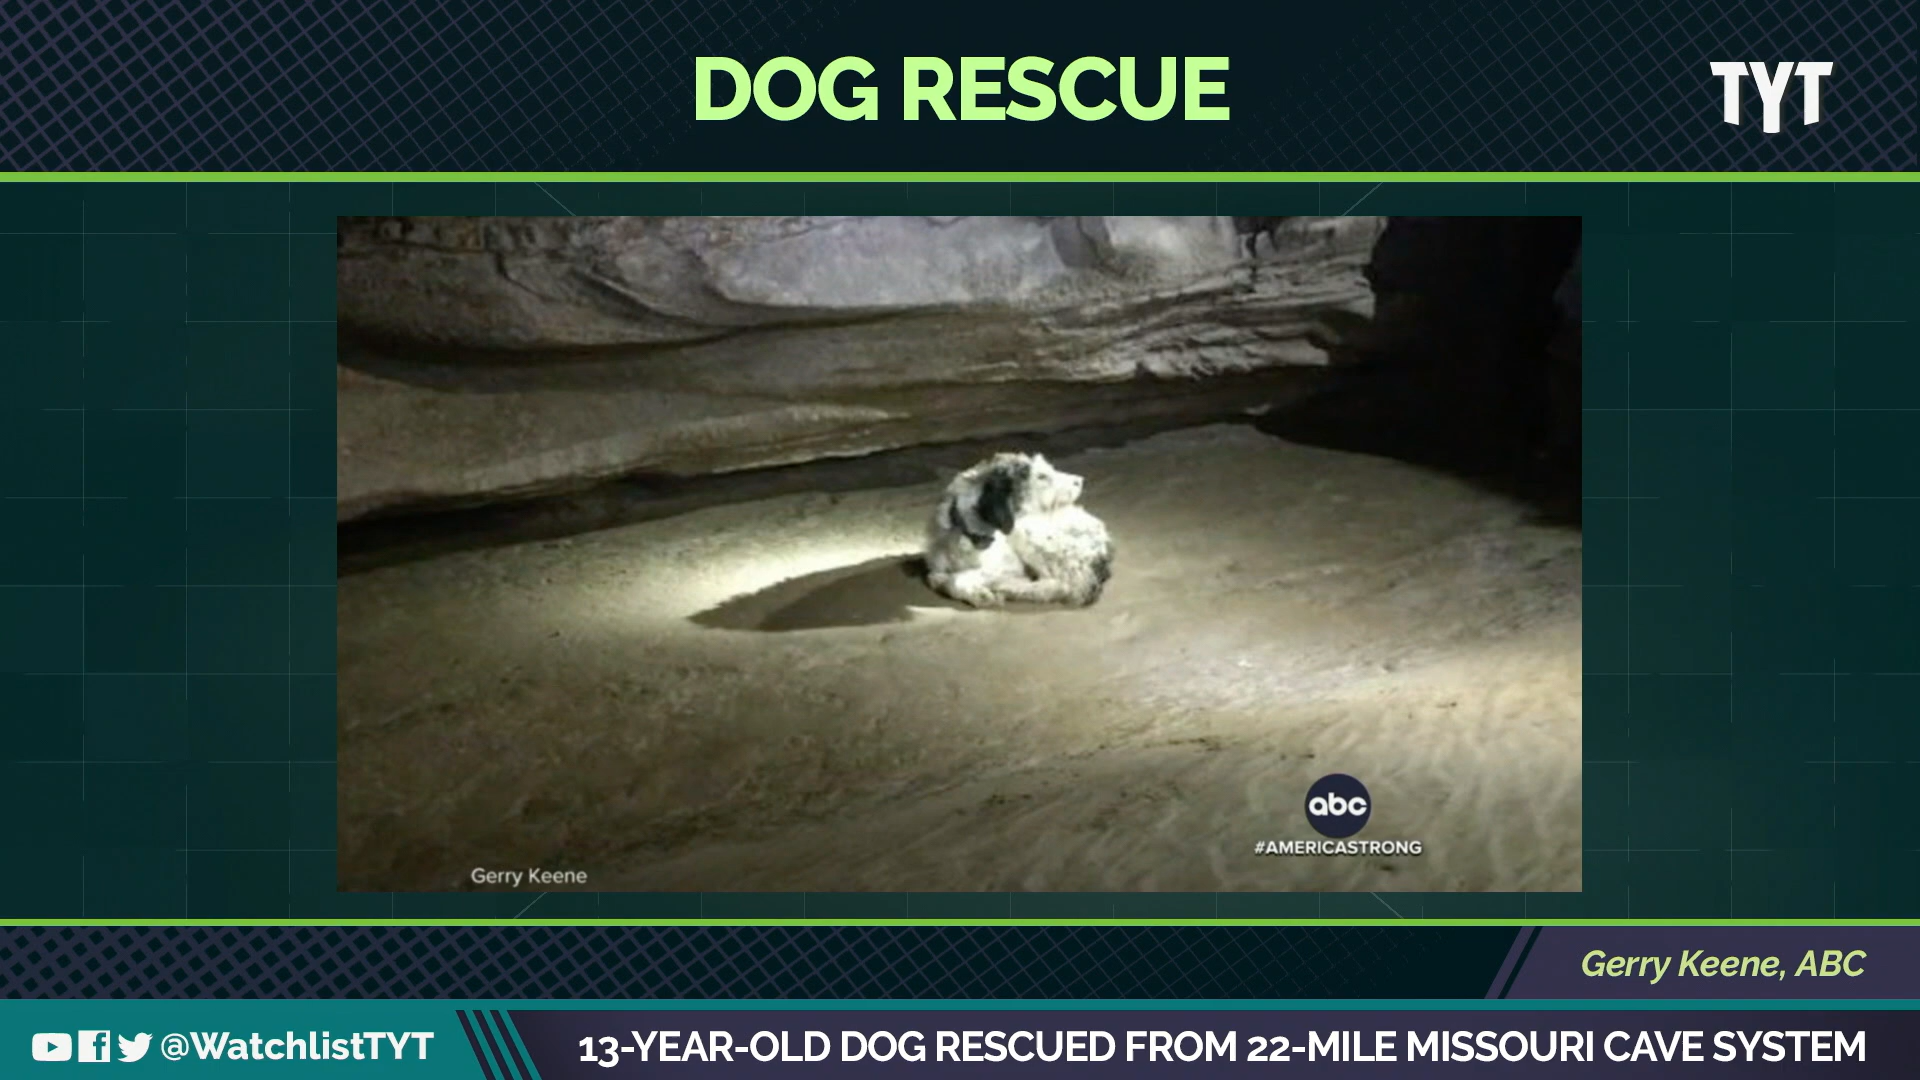 DOG RESCUE
TYT
abc
#AMERICASTRONG
Gerry Keene
Gerry Keene, ABC
@WatchlistTYT
13-YEAR-OLD DOG RESCUED FROM 22-MILE MISSOURI CAVE SYSTEM